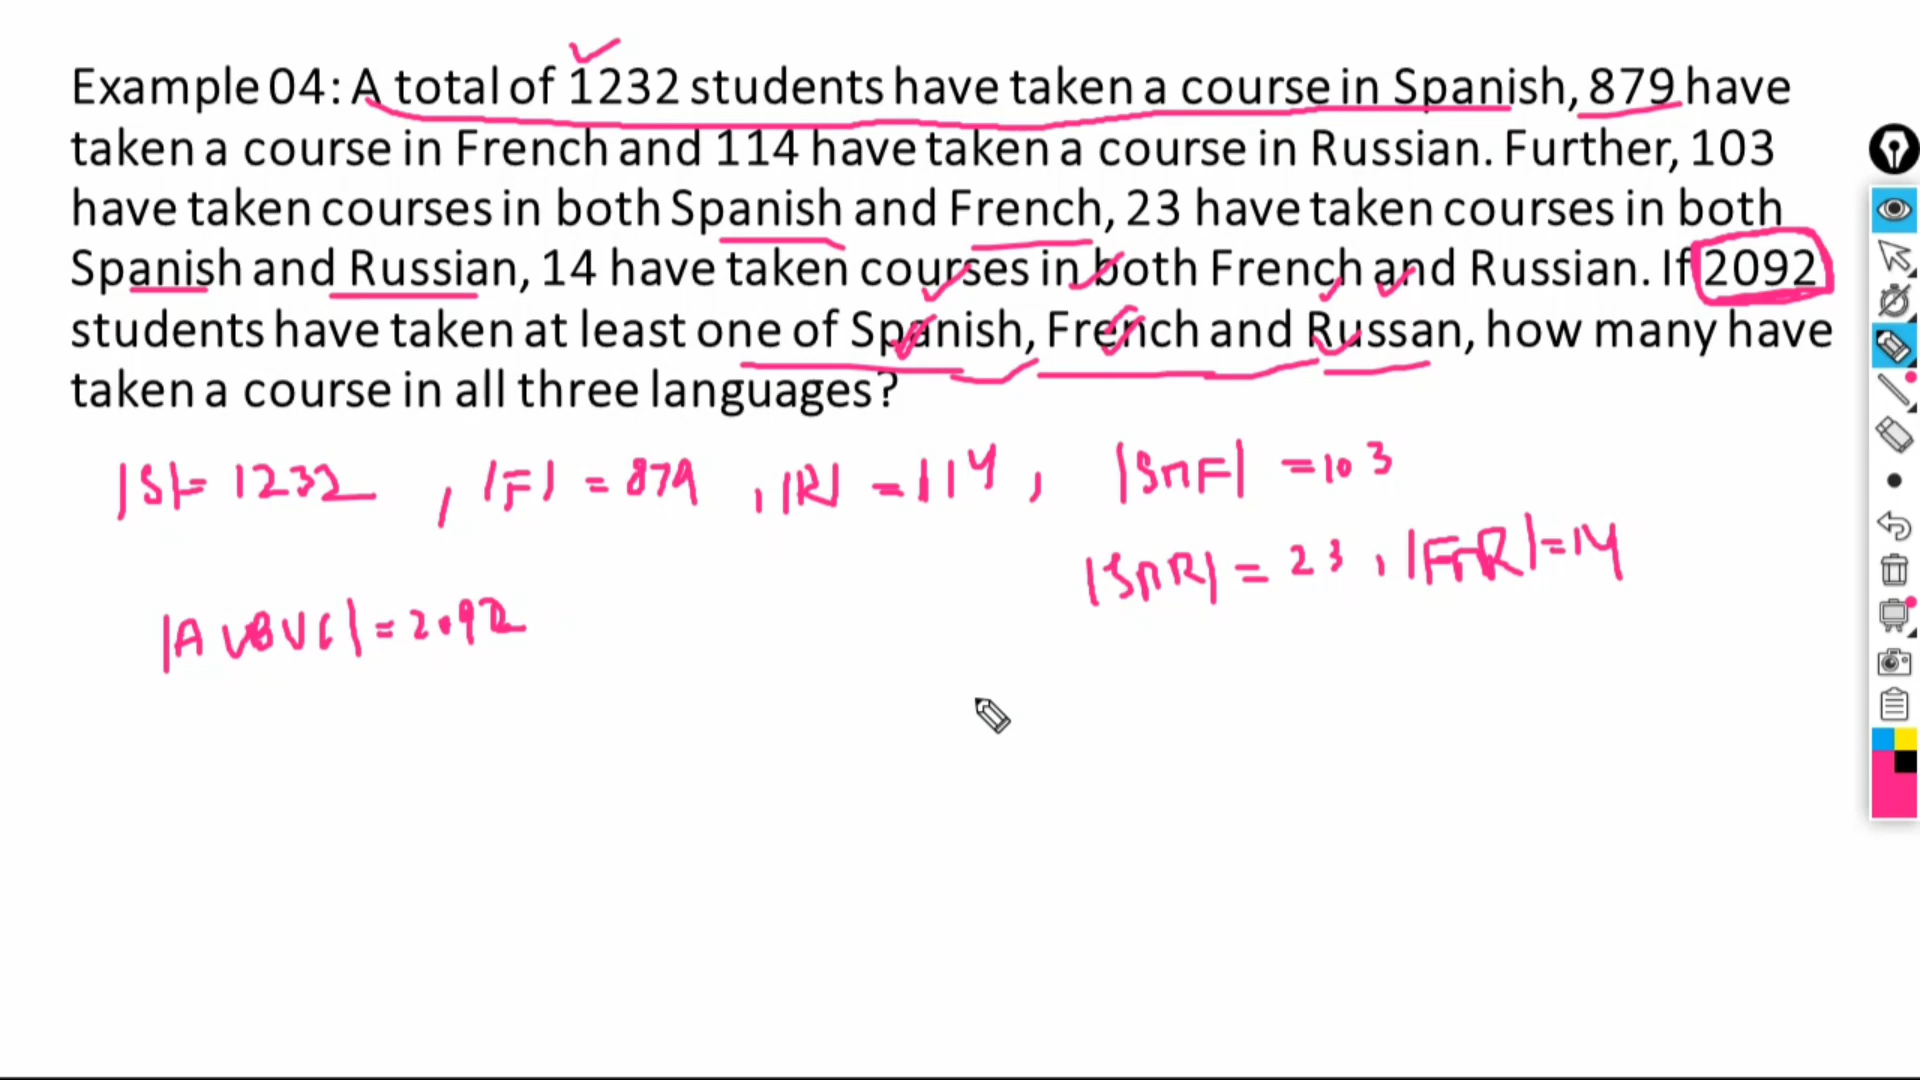 Example 04: A total of 1232 students have taken a course in Spanish, 879 have
taken a course in French and 114 have taken a course in Russian. Further, 103
have taken courses in both Spanish and French, 23 have taken courses in both
Spanish and Russian, 14 have taken courses in both French and Russian. If 2092
students have taken at least one of Spanish, French and Russan, how many have
taken a course in all three languages?
|S|= 1232 , |F| = 879 , |R| = 114 , |S∩F| = 103
|S∩R| = 23 , |F∩R| = 14
|A∪B∪C| = 2092